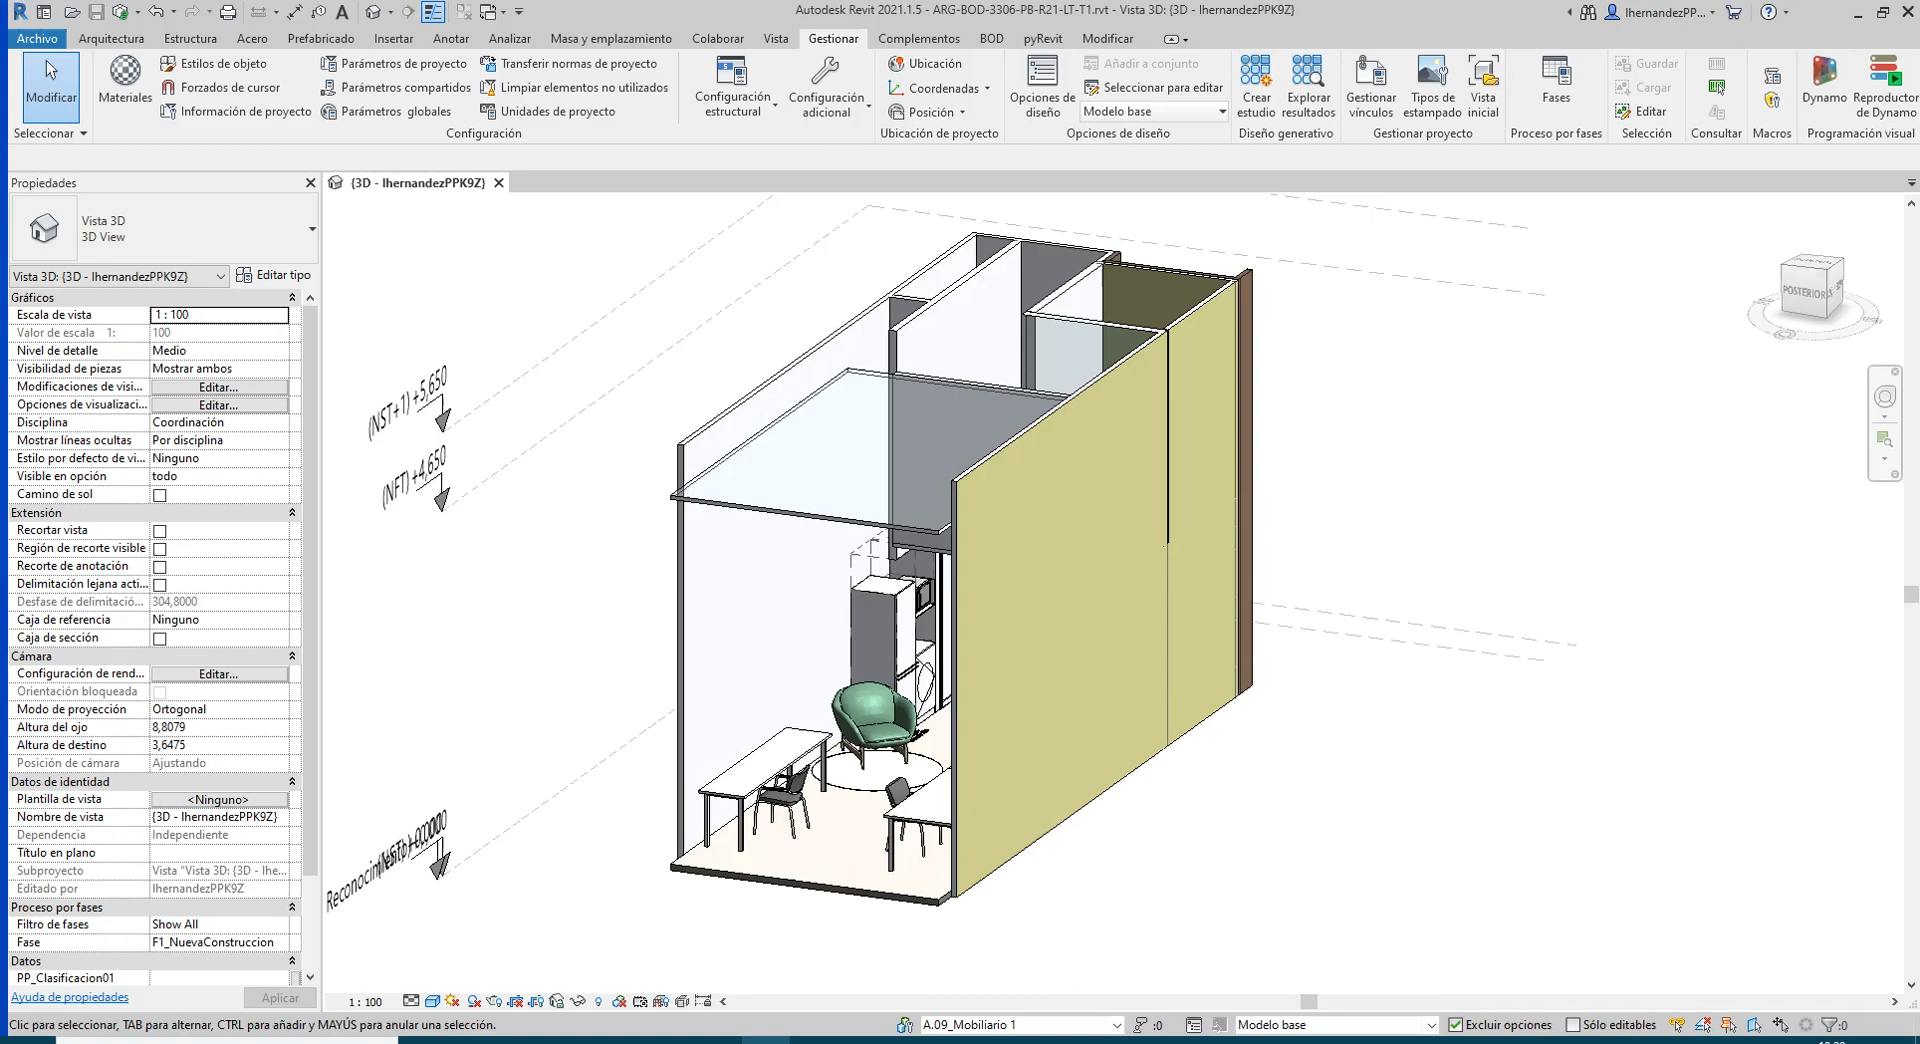 Autodesk Revit 2021.1.5 - ARG-BOD-3306-PB-R21-LT-T1.rvt - Vista 3D: {3D - lhernandezPPK9Z}
lhernandezPP...
Archivo Arquitectura Estructura Acero Prefabricado Insertar Anotar Analizar Masa y emplazamiento Colaborar Vista Gestionar Complementos BOD pyRevit Modificar
Modificar
Seleccionar
Materiales
Estilos de objeto
Forzados de cursor
Información de proyecto
Parámetros de proyecto
Parámetros compartidos
Parámetros globales
Transferir normas de proyecto
Limpiar elementos no utilizados
Unidades de proyecto
Configuración
Configuración estructural
Configuración adicional
Ubicación
Coordenadas
Posición
Ubicación de proyecto
Opciones de diseño
Añadir a conjunto
Seleccionar para editar
Modelo base
Opciones de diseño
Crear estudio
Explorar resultados
Diseño generativo
Gestionar vínculos
Tipos de estampado
Vista inicial
Gestionar proyecto
Fases
Proceso por fases
Guardar
Cargar
Editar
Selección
Consultar
Macros
Dynamo
Reproductor de Dynamo
Programación visual
Propiedades
{3D - lhernandezPPK9Z}
Vista 3D
3D View
Vista 3D: {3D - lhernandezPPK9Z}
Editar tipo
Gráficos
Escala de vista 1 : 100
Valor de escala 1: 100
Nivel de detalle Medio
Visibilidad de piezas Mostrar ambos
Modificaciones de visi... Editar...
Opciones de visualizaci... Editar...
Disciplina Coordinación
Mostrar líneas ocultas Por disciplina
Estilo por defecto de vi... Ninguno
Visible en opción todo
Camino de sol
Extensión
Recortar vista
Región de recorte visible
Recorte de anotación
Delimitación lejana acti...
Desfase de delimitació... 304,8000
Caja de referencia Ninguno
Caja de sección
Cámara
Configuración de rend... Editar...
Orientación bloqueada
Modo de proyección Ortogonal
Altura del ojo 8,8079
Altura de destino 3,6475
Posición de cámara Ajustando
Datos de identidad
Plantilla de vista <Ninguno>
Nombre de vista {3D - lhernandezPPK9Z}
Dependencia Independiente
Título en plano
Subproyecto Vista "Vista 3D: {3D - lhe...
Editado por lhernandezPPK9Z
Proceso por fases
Filtro de fases Show All
Fase F1_NuevaConstruccion
Datos
PP_Clasificacion01
Ayuda de propiedades
Aplicar
(NST+1) +5,650
(NFT) +4,650
POSTERIOR
1 : 100
Clic para seleccionar, TAB para alternar, CTRL para añadir y MAYÚS para anular una selección.
A.09_Mobiliario 1
:0
Modelo base
Excluir opciones
Sólo editables
:0